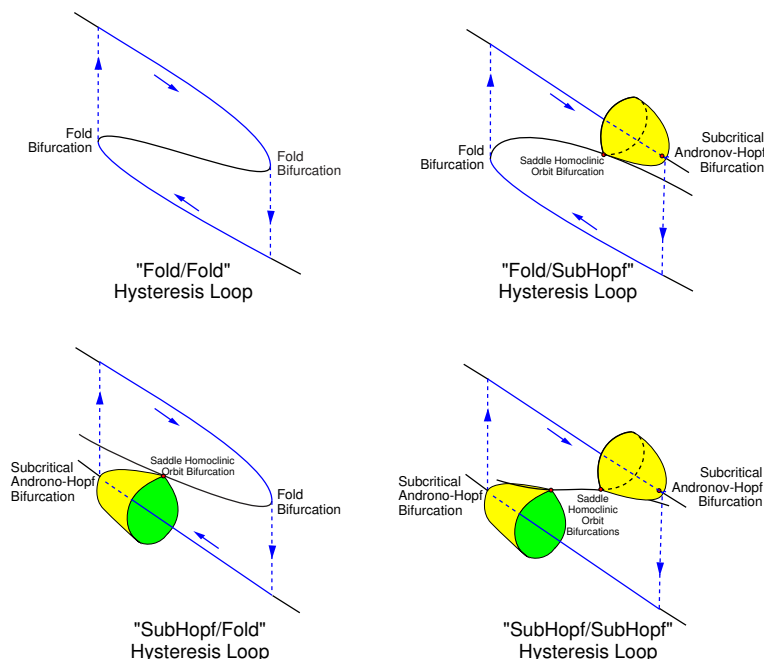 Fold
Bifurcation
Fold
Bifurcation
"Fold/Fold"
Hysteresis Loop
Fold
Bifurcation
Saddle Homoclinic
Orbit Bifurcation
Subcritical
Andronov-Hopf
Bifurcation
"Fold/SubHopf"
Hysteresis Loop
Subcritical
Androno-Hopf
Bifurcation
Saddle Homoclinic
Orbit Bifurcation
Fold
Bifurcation
"SubHopf/Fold"
Hysteresis Loop
Subcritical
Androno-Hopf
Bifurcation
Saddle
Homoclinic
Orbit
Bifurcations
Subcritical
Andronov-Hopf
Bifurcation
"SubHopf/SubHopf"
Hysteresis Loop